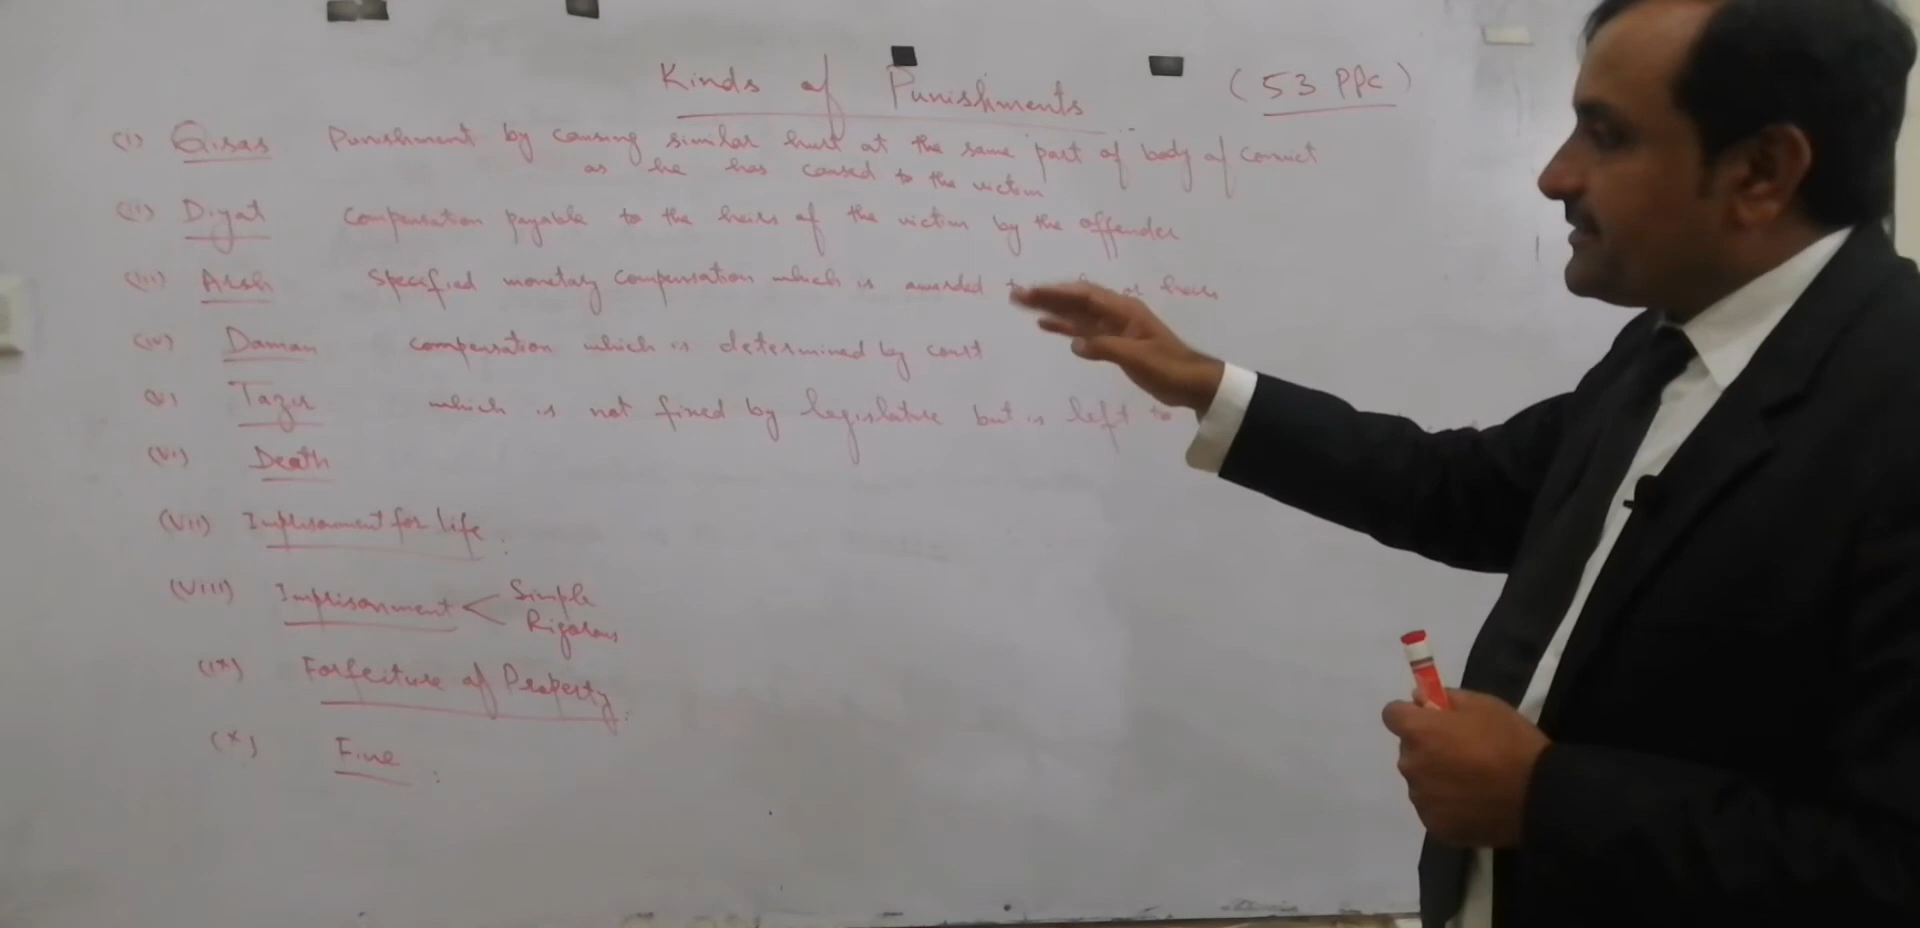 Kinds of Punishments (53 PPC)
(i) Qisas Punishment by causing similar hurt at the same part of body of convict
as he has caused to the victim
(ii) Diyat Compensation payable to the heirs of the victim by the offender
(iii) Arsh Specified monetary compensation which is awarded heirs
(iv) Daman compensation which is determined by court
(v) Tazir which is not fined by legislature but is left to
(vi) Death
(vii) Imprisonment for life.
(viii) Imprisonment < Simple
Rigorous
(ix) Forfeiture of Property.
(x) Fine.